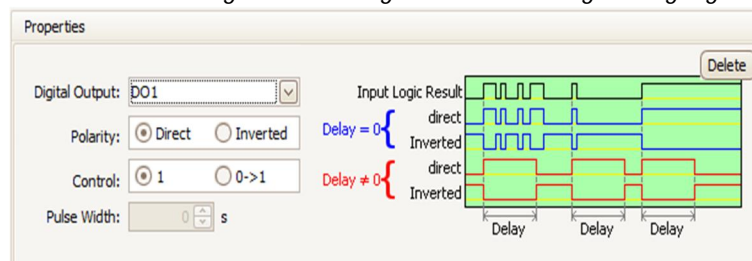 Properties
Delete
Digital Output: DO1
Input Logic Result
Polarity: Direct Inverted
Delay = 0{ direct
Inverted
Control: 1 0->1
Delay ≠ 0{ direct
Inverted
Pulse Width: 0 s
Delay Delay Delay